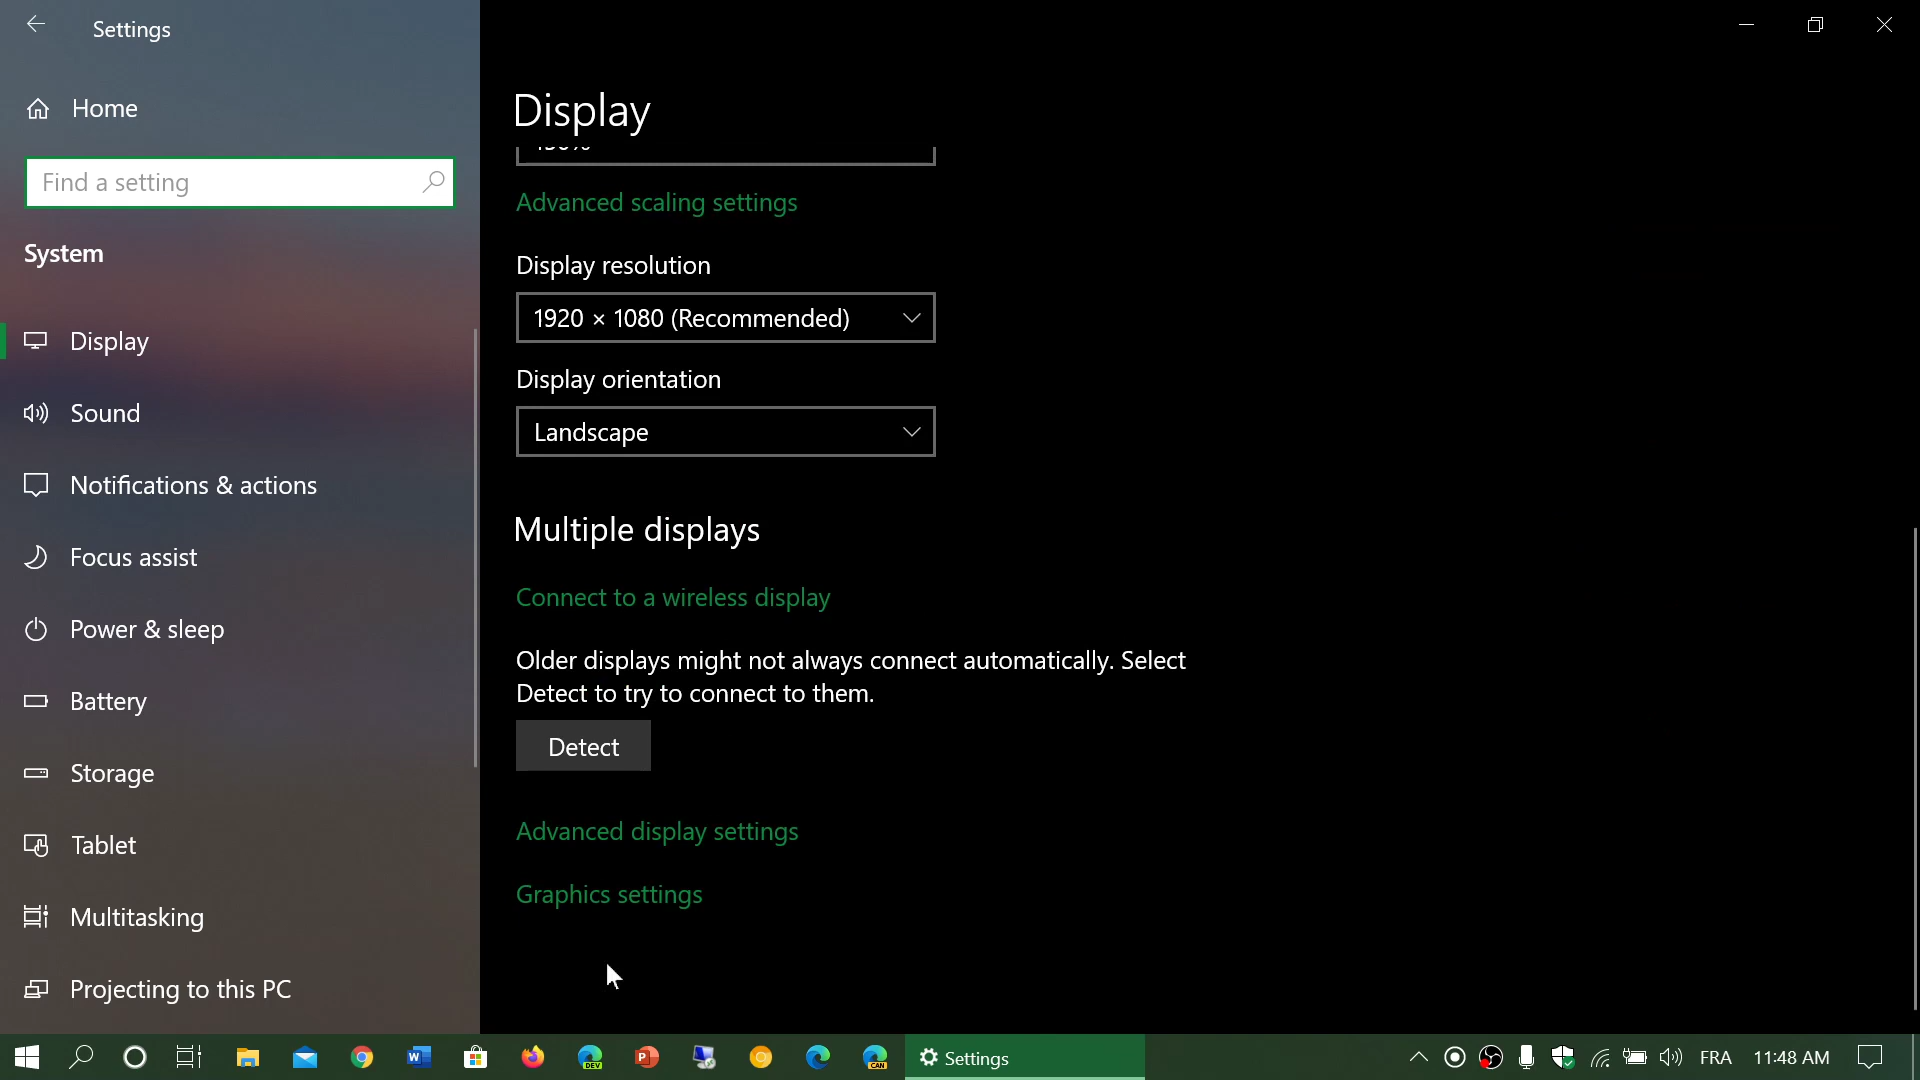 Settings
Home
Find a setting
System
Display
Sound
Notifications & actions
Focus assist
Power & sleep
Battery
Storage
Tablet
Multitasking
Projecting to this PC
Display
Advanced scaling settings
Display resolution
1920 × 1080 (Recommended)
Display orientation
Landscape
Multiple displays
Connect to a wireless display
Older displays might not always connect automatically. Select
Detect to try to connect to them.
Detect
Advanced display settings
Graphics settings
DEV
CAN
Settings
FRA
11:48 AM